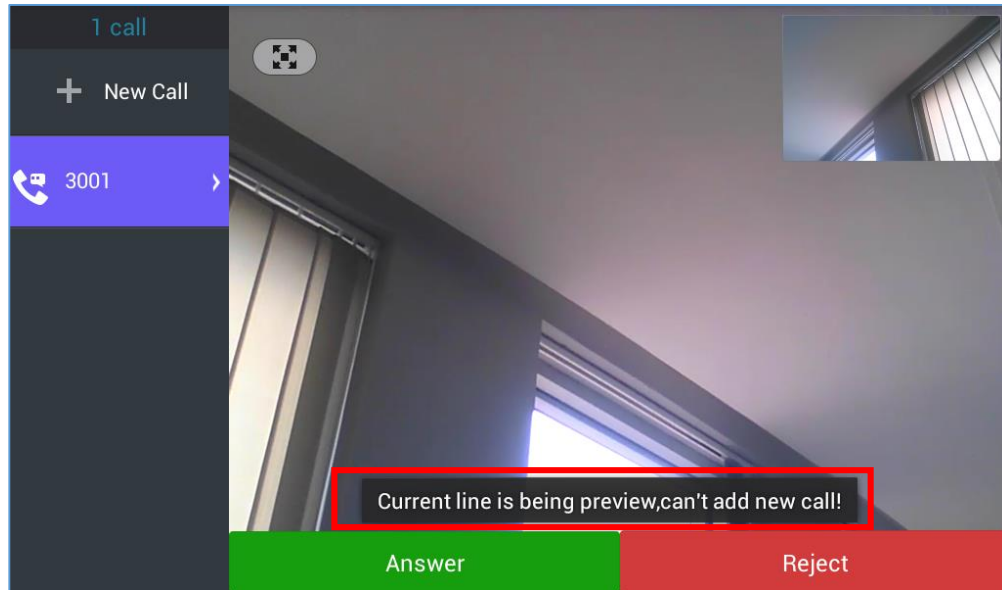 1 call
New Call
3001
Current line is being preview,can't add new call!
Answer
Reject